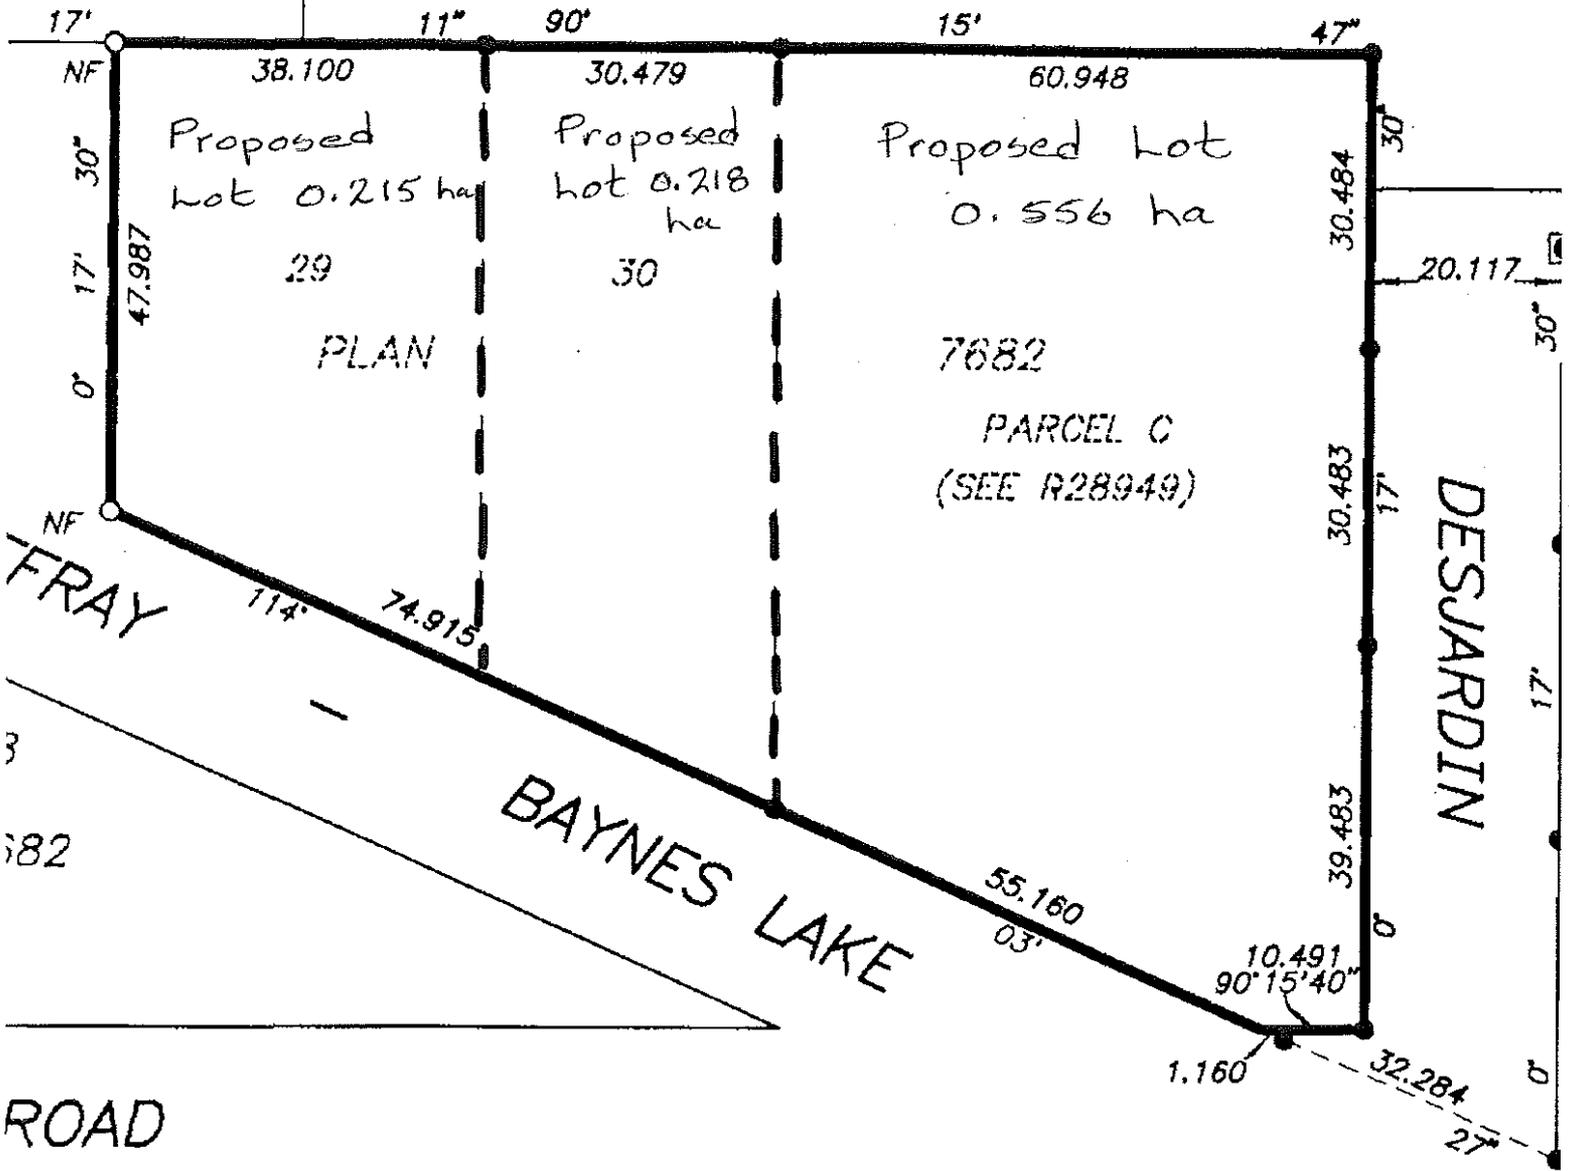 17' 11" 90' 15' 47"
NF 38.100 30.479 60.948
30"
17'
0'
47.987
Proposed
Lot 0.215 ha
29
PLAN
Proposed
Lot 0.218
ha
30
Proposed Lot
0.556 ha
7682
PARCEL C
(SEE R28949)
30"
30.484
20.117
30"
30.483
17'
39.483
0'
DESJARDIN
17'
0'
NF
FRAY
114°
74.915
—
BAYNES LAKE
55.160
03'
10.491
90°15'40"
1.160
32.284
27"
682
ROAD